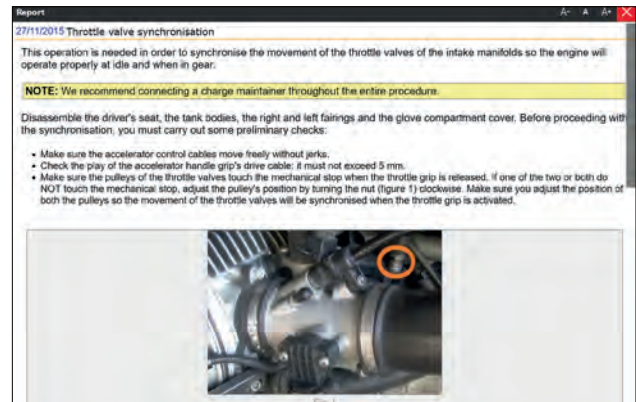 Report A- A A+ X
27/11/2015 Throttle valve synchronisation
This operation is needed in order to synchronise the movement of the throttle valves of the intake manifolds so the engine will
operate properly at idle and when in gear.
NOTE: We recommend connecting a charge maintainer throughout the entire procedure.
Disassemble the driver's seat, the tank bodies, the right and left fairings and the glove compartment cover. Before proceeding with
the synchronisation, you must carry out some preliminary checks:
• Make sure the accelerator control cables move freely without jerks.
• Check the play of the accelerator handle grip's drive cable: it must not exceed 5 mm.
• Make sure the pulleys of the throttle valves touch the mechanical stop when the throttle grip is released. If one of the two or both do
NOT touch the mechanical stop, adjust the pulley's position by turning the nut (figure 1) clockwise. Make sure you adjust the position of
both the pulleys so the movement of the throttle valves will be synchronised when the throttle grip is activated.